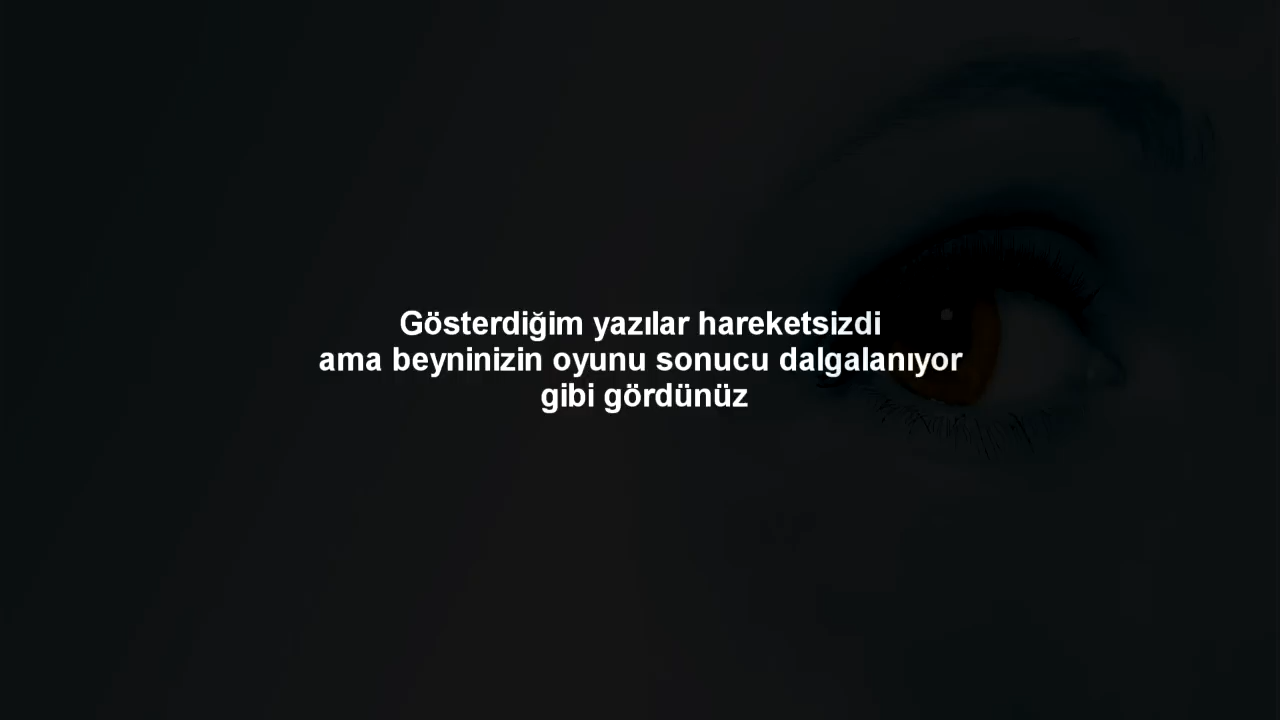 Gösterdiğim yazılar hareketsizdi
ama beyninizin oyunu sonucu dalgalanıyor
gibi gördünüz